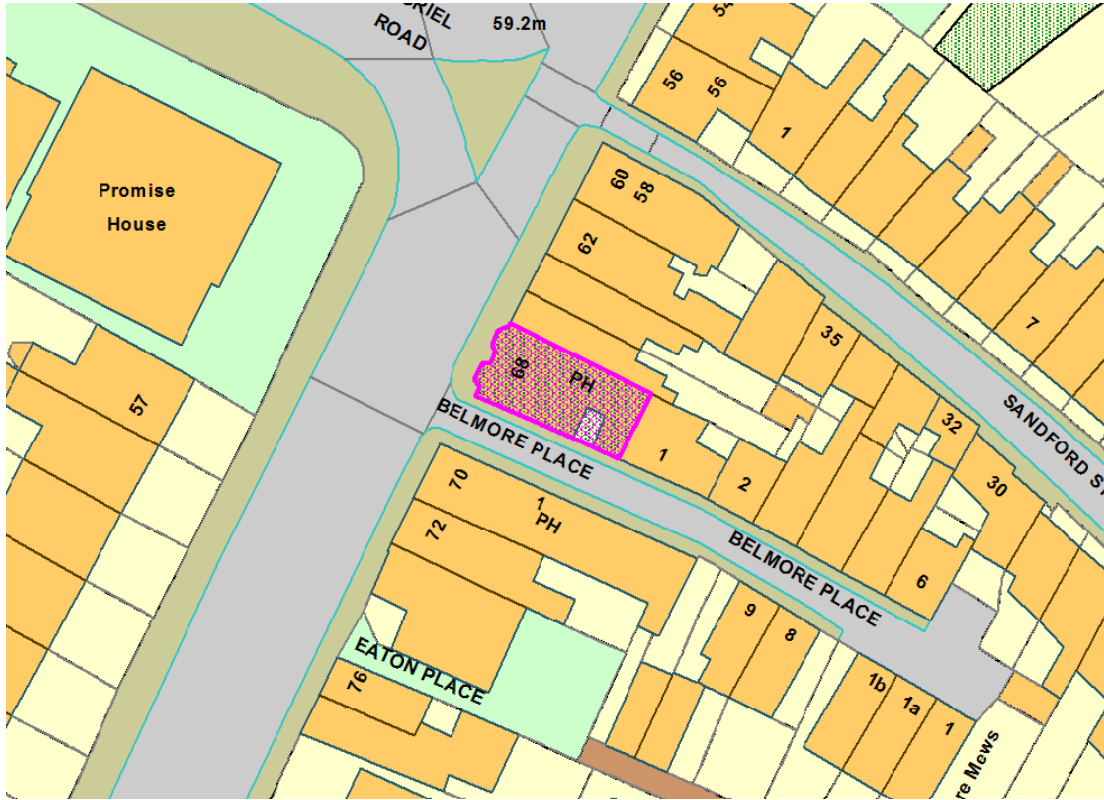 ROAD
59.2m
54
56
56
1
Promise
House
60
58
62
7
35
SANDFORD
68
PH
57
BELMORE PLACE
1
32
2
30
70
1
PH
72
BELMORE PLACE
6
9
8
EATON PLACE
76
1b
1a
1
Mews